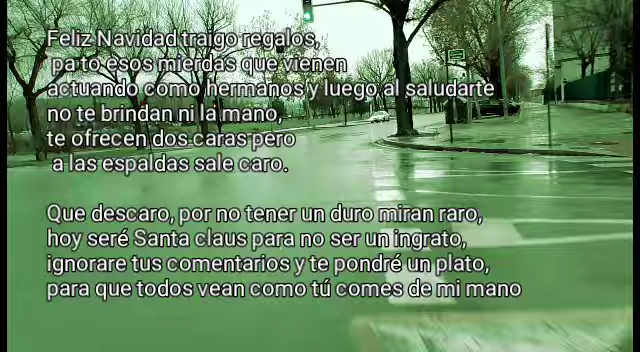 Feliz Navidad traigo regalos,
pa to esos mierdas que vienen
actuando como hermanos y luego al saludarte
no te brindan ni la mano,
te ofrecen dos caras pero
a las espaldas sale caro.
Que descaro, por no tener un duro miran raro,
hoy seré Santa claus para no ser un ingrato,
ignorare tus comentarios y te pondré un plato,
para que todos vean como tú comes de mi mano